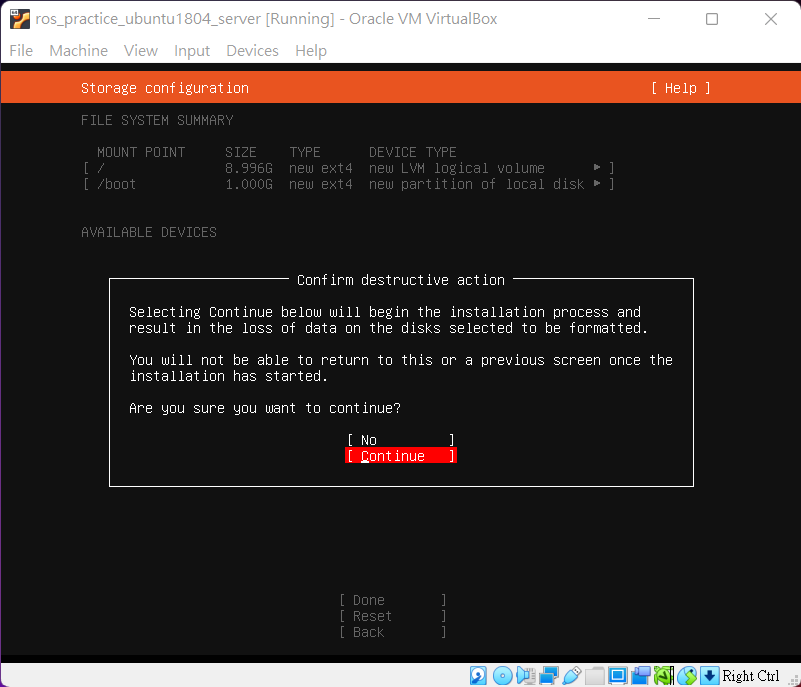 ros_practice_ubuntu1804_server [Running] - Oracle VM VirtualBox
File Machine View Input Devices Help
Storage configuration [ Help ]
FILE SYSTEM SUMMARY
MOUNT POINT SIZE TYPE DEVICE TYPE
[ / 8.996G new ext4 new LVM logical volume ▸ ]
[ /boot 1.000G new ext4 new partition of local disk ▸ ]
AVAILABLE DEVICES
Confirm destructive action
Selecting Continue below will begin the installation process and
result in the loss of data on the disks selected to be formatted.
You will not be able to return to this or a previous screen once the
installation has started.
Are you sure you want to continue?
[ No ]
[ Continue ]
[ Done ]
[ Reset ]
[ Back ]
Right Ctrl